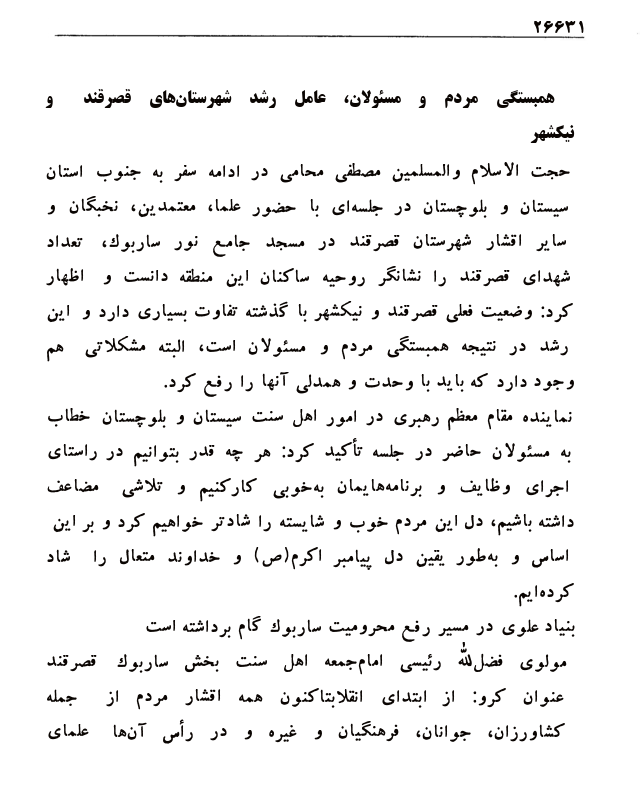 ۲۶۶۳۱
همبستگی مردم و مسئولان، عامل رشد شهرستان‌های قصرقند و
نیکشهر
حجت الاسلام والمسلمین مصطفی محامی در ادامه سفر به جنوب استان
سیستان و بلوچستان در جلسه‌ای با حضور علما، معتمدین، نخبگان و
سایر اقشار شهرستان قصرقند در مسجد جامع نور ساربوك، تعداد
شهدای قصرقند را نشانگر روحیه ساکنان این منطقه دانست و اظهار
کرد: وضعیت فعلی قصرقند و نیکشهر با گذشته تفاوت بسیاری دارد و این
رشد در نتیجه همبستگی مردم و مسئولان است، البته مشکلاتی هم
وجود دارد که باید با وحدت و همدلی آنها را رفع کرد.
نماینده مقام معظم رهبری در امور اهل سنت سیستان و بلوچستان خطاب
به مسئولان حاضر در جلسه تأکید کرد: هر چه قدر بتوانیم در راستای
اجرای وظایف و برنامه‌هایمان به‌خوبی کارکنیم و تلاشی مضاعف
داشته باشیم، دل این مردم خوب و شایسته را شادتر خواهیم کرد و بر این
اساس و به‌طور یقین دل پیامبر اکرم(ص) و خداوند متعال را شاد
کرده‌ایم.
بنیاد علوی در مسیر رفع محرومیت ساربوك گام برداشته است
مولوی فضل‌الله رئیسی امام‌جمعه اهل سنت بخش ساربوك قصرقند
عنوان کرو: از ابتدای انقلابتاکنون همه اقشار مردم از جمله
کشاورزان، جوانان، فرهنگیان و غیره و در رأس آن‌ها علمای